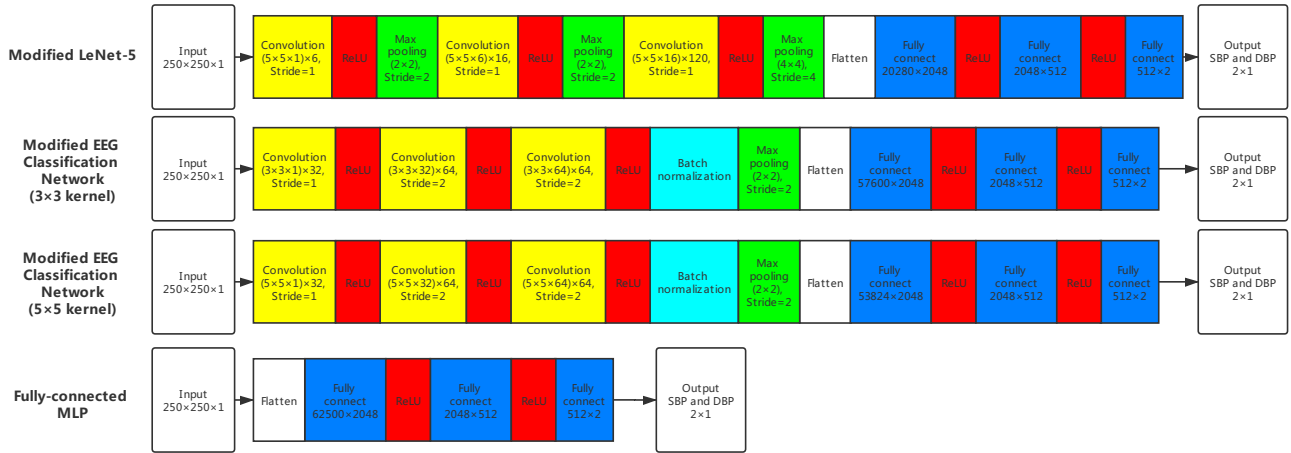 Modified LeNet-5
Input
250×250×1
Convolution
(5×5×1)×6,
Stride=1
ReLU
Max
pooling
(2×2),
Stride=2
Convolution
(5×5×6)×16,
Stride=1
ReLU
Max
pooling
(2×2),
Stride=2
Convolution
(5×5×16)×120,
Stride=1
ReLU
Max
pooling
(4×4),
Stride=4
Flatten
Fully
connect
20280×2048
ReLU
Fully
connect
2048×512
ReLU
Fully
connect
512×2
Output
SBP and DBP
2×1
Modified EEG
Classification
Network
(3×3 kernel)
Input
250×250×1
Convolution
(3×3×1)×32,
Stride=1
ReLU
Convolution
(3×3×32)×64,
Stride=2
ReLU
Convolution
(3×3×64)×64,
Stride=2
ReLU
Batch
normalization
Max
pooling
(2×2),
Stride=2
Flatten
Fully
connect
57600×2048
ReLU
Fully
connect
2048×512
ReLU
Fully
connect
512×2
Output
SBP and DBP
2×1
Modified EEG
Classification
Network
(5×5 kernel)
Input
250×250×1
Convolution
(5×5×1)×32,
Stride=1
ReLU
Convolution
(5×5×32)×64,
Stride=2
ReLU
Convolution
(5×5×64)×64,
Stride=2
ReLU
Batch
normalization
Max
pooling
(2×2),
Stride=2
Flatten
Fully
connect
53824×2048
ReLU
Fully
connect
2048×512
ReLU
Fully
connect
512×2
Output
SBP and DBP
2×1
Fully-connected
MLP
Input
250×250×1
Flatten
Fully
connect
62500×2048
ReLU
Fully
connect
2048×512
ReLU
Fully
connect
512×2
Output
SBP and DBP
2×1